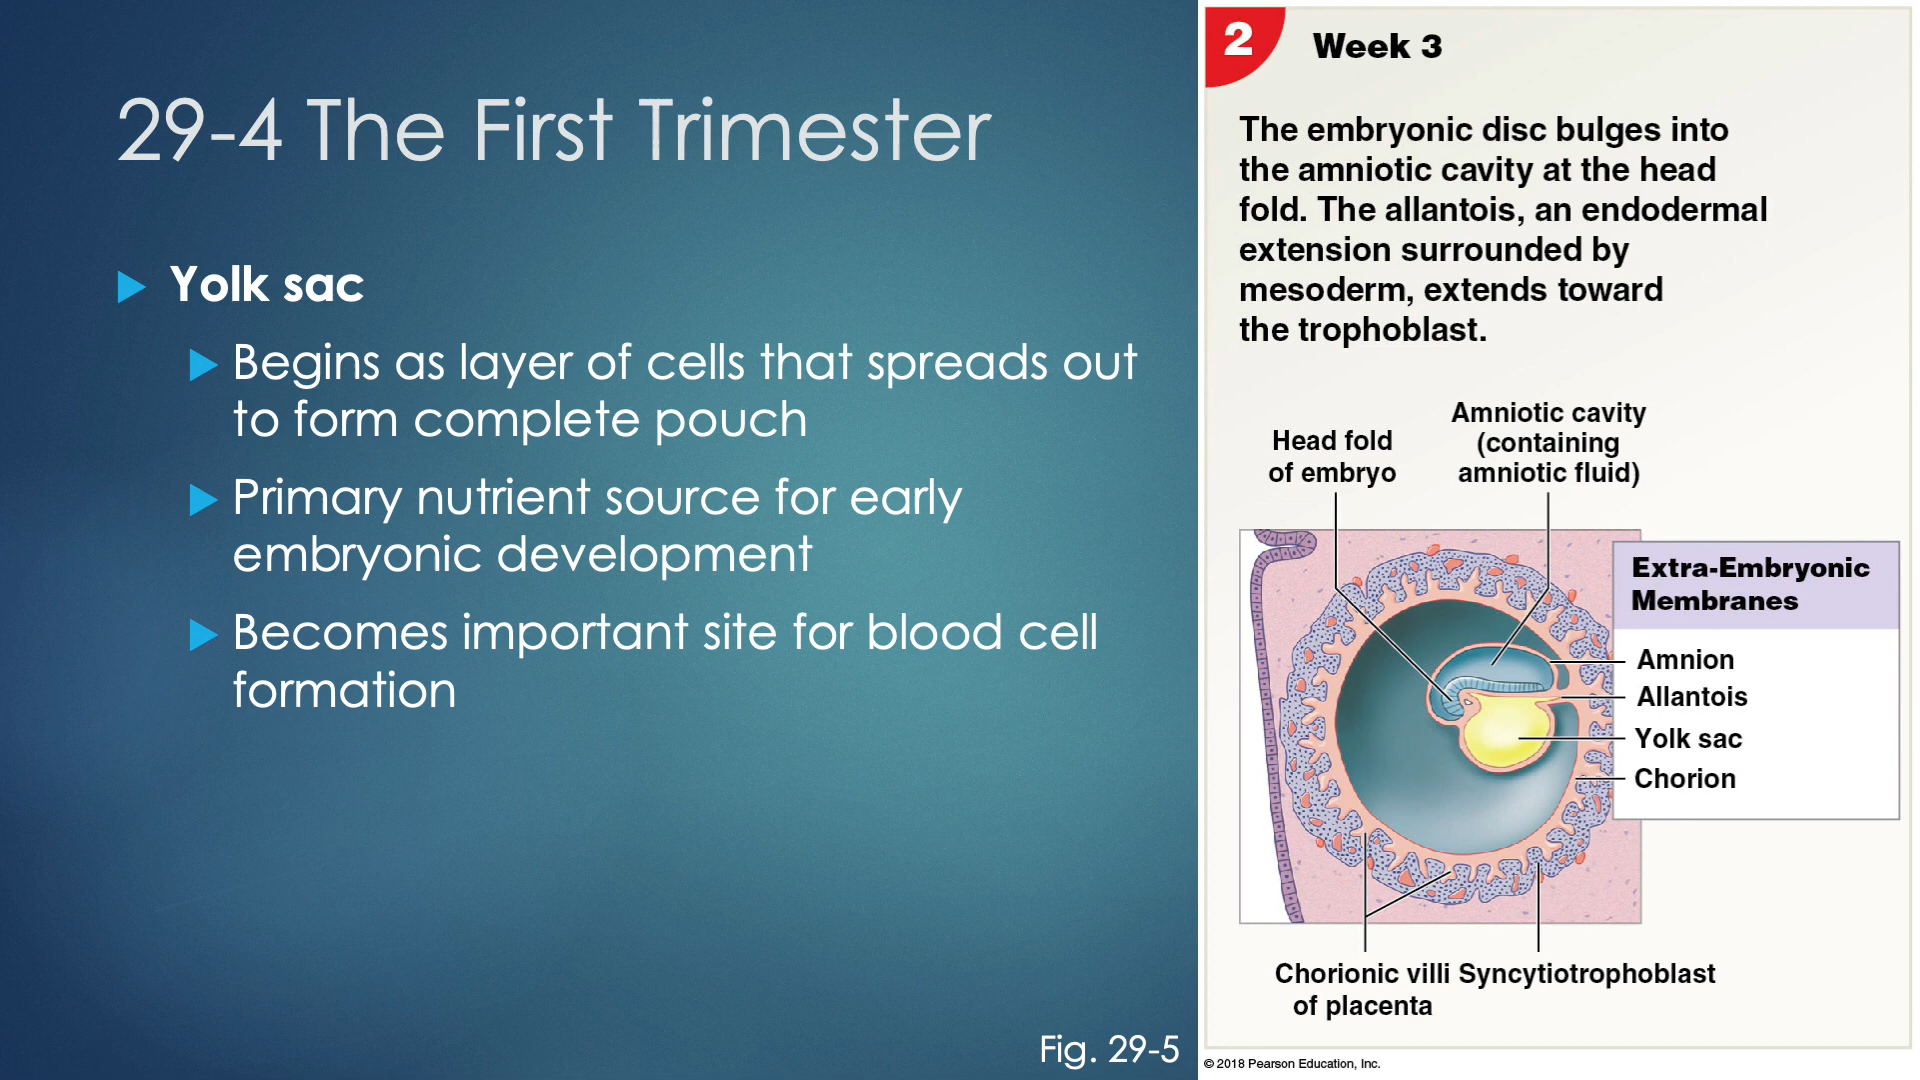 29-4 The First Trimester
Yolk sac
Begins as layer of cells that spreads out
to form complete pouch
Primary nutrient source for early
embryonic development
Becomes important site for blood cell
formation
Fig. 29-5
2
Week 3
The embryonic disc bulges into
the amniotic cavity at the head
fold. The allantois, an endodermal
extension surrounded by
mesoderm, extends toward
the trophoblast.
Head fold
of embryo
Amniotic cavity
(containing
amniotic fluid)
Extra-Embryonic
Membranes
Amnion
Allantois
Yolk sac
Chorion
Chorionic villi
of placenta
Syncytiotrophoblast
© 2018 Pearson Education, Inc.